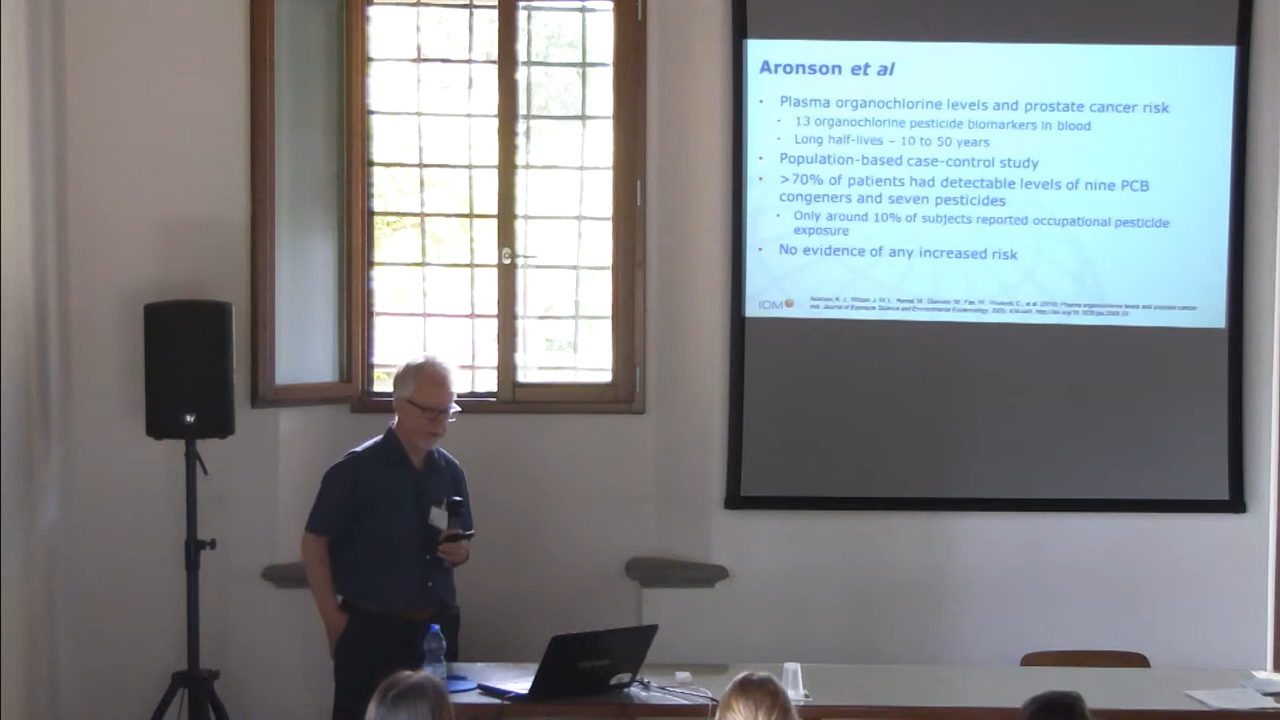 Aronson et al
• Plasma organochlorine levels and prostate cancer risk
• 13 organochlorine pesticide biomarkers in blood
• Long half-lives – 10 to 50 years
• Population-based case-control study
• >70% of patients had detectable levels of nine PCB
congeners and seven pesticides
• Only around 10% of subjects reported occupational pesticide
exposure
• No evidence of any increased risk
IOM